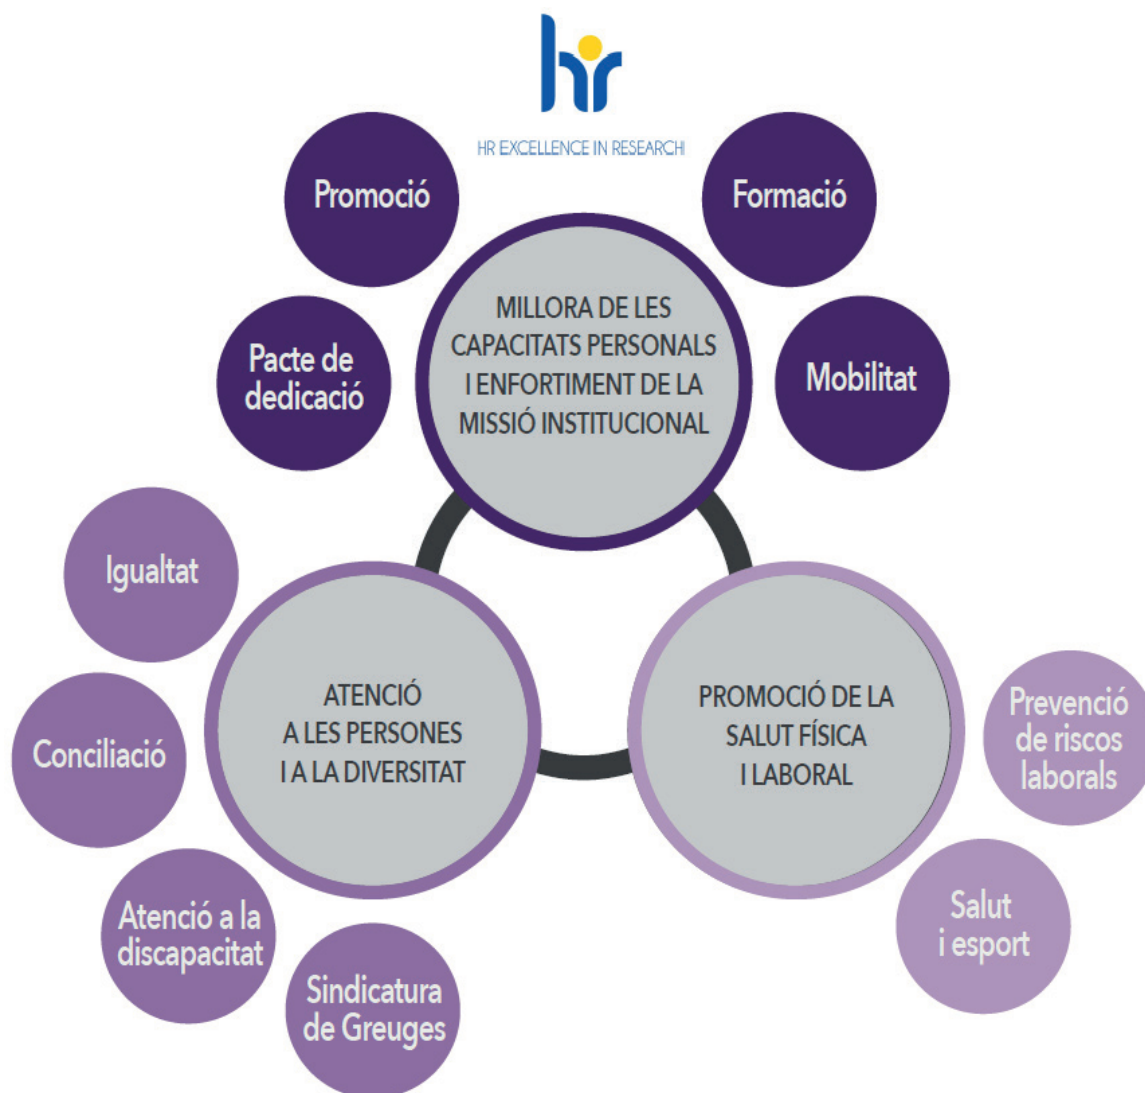 hr
HR EXCELLENCE IN RESEARCH
Promoció
Formació
Pacte de
dedicació
MILLORA DE LES
CAPACITATS PERSONALS
I ENFORTIMENT DE LA
MISSIÓ INSTITUCIONAL
Mobilitat
Igualtat
Conciliació
Atenció a la
discapacitat
Sindicatura
de Greuges
ATENCIÓ
A LES PERSONES
I A LA DIVERSITAT
PROMOCIÓ DE LA
SALUT FÍSICA
I LABORAL
Prevenció
de riscos
laborals
Salut
i esport